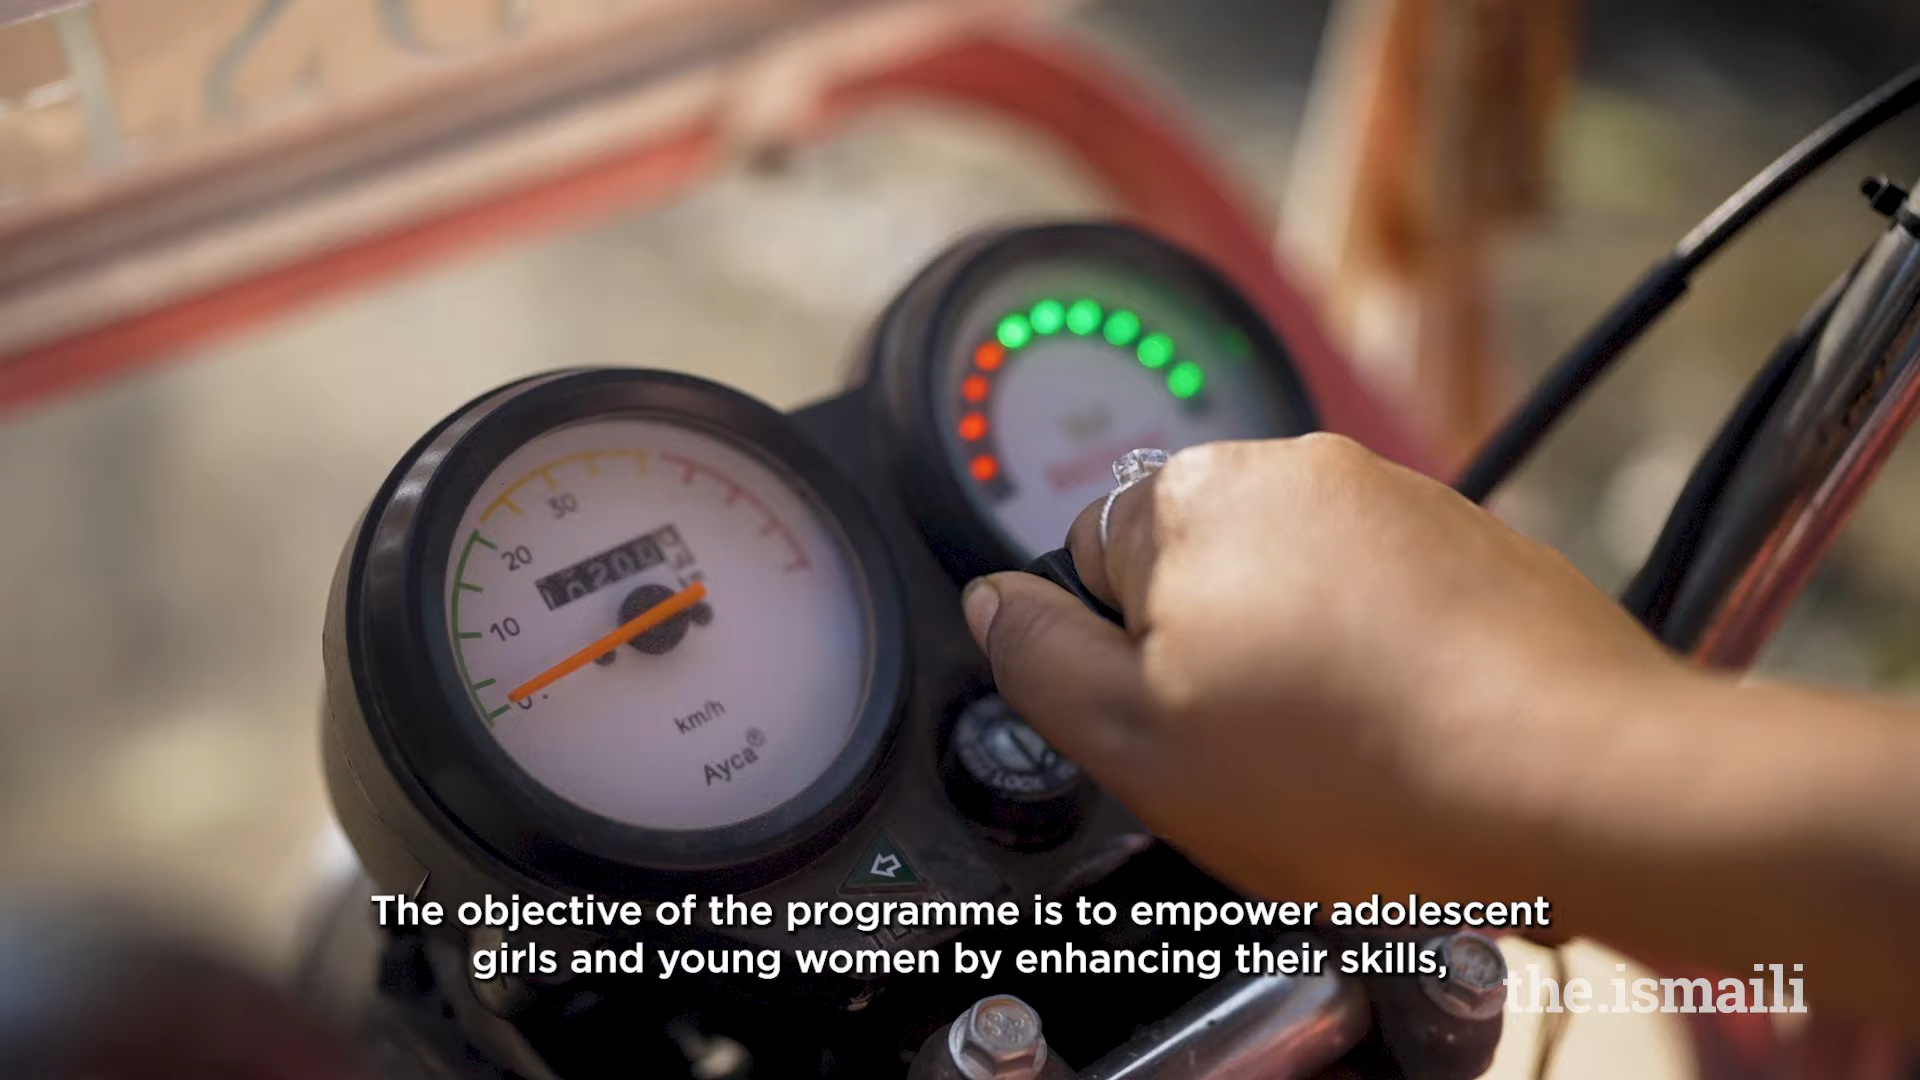 30
20
10
0
km/h
Ayca®
The objective of the programme is to empower adolescent
girls and young women by enhancing their skills,
the.ismaili